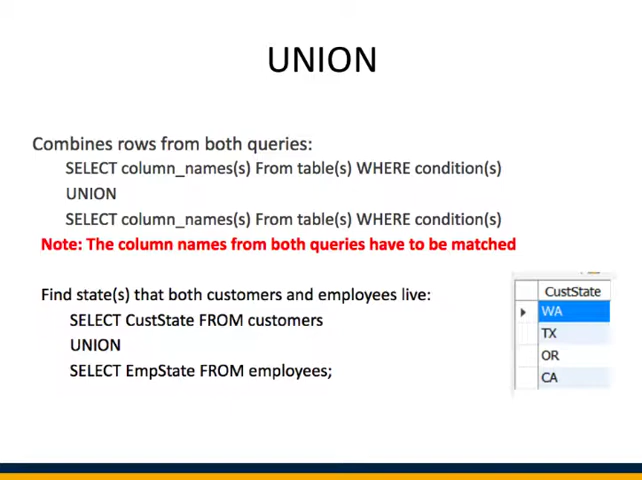 UNION
Combines rows from both queries:
SELECT column_names(s) From table(s) WHERE condition(s)
UNION
SELECT column_names(s) From table(s) WHERE condition(s)
Note: The column names from both queries have to be matched
Find state(s) that both customers and employees live:
SELECT CustState FROM customers
UNION
SELECT EmpState FROM employees;
CustState
WA
TX
OR
CA